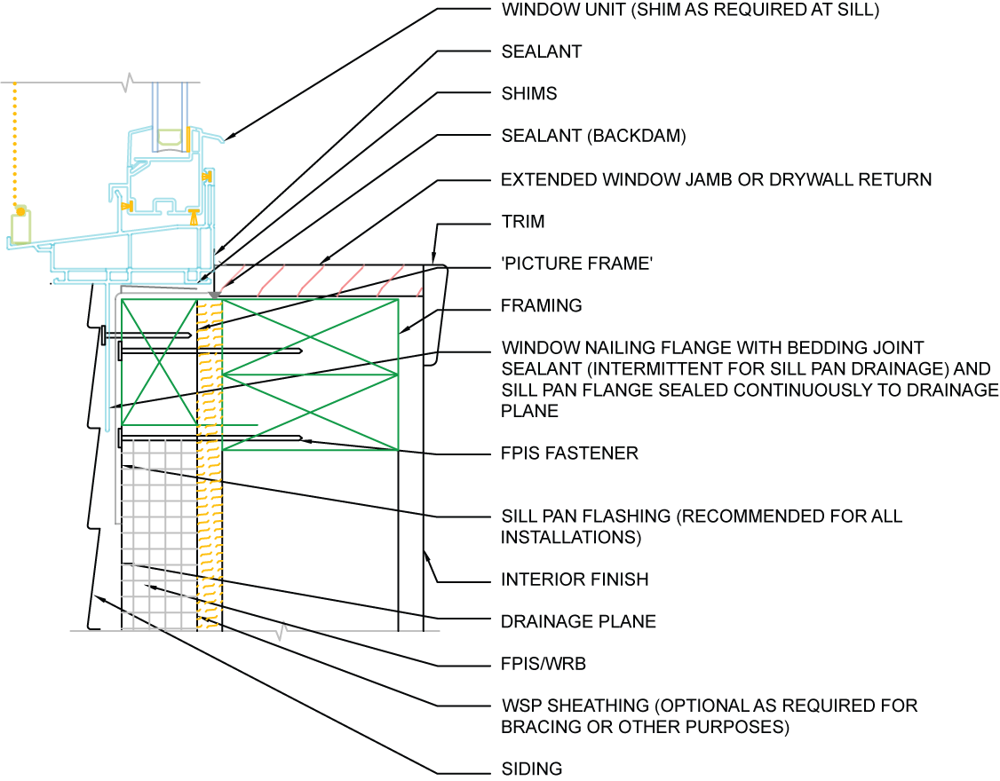 WINDOW UNIT (SHIM AS REQUIRED AT SILL)
SEALANT
SHIMS
SEALANT (BACKDAM)
EXTENDED WINDOW JAMB OR DRYWALL RETURN
TRIM
'PICTURE FRAME'
FRAMING
WINDOW NAILING FLANGE WITH BEDDING JOINT
SEALANT (INTERMITTENT FOR SILL PAN DRAINAGE) AND
SILL PAN FLANGE SEALED CONTINUOUSLY TO DRAINAGE
PLANE
FPIS FASTENER
SILL PAN FLASHING (RECOMMENDED FOR ALL
INSTALLATIONS)
INTERIOR FINISH
DRAINAGE PLANE
FPIS/WRB
WSP SHEATHING (OPTIONAL AS REQUIRED FOR
BRACING OR OTHER PURPOSES)
SIDING